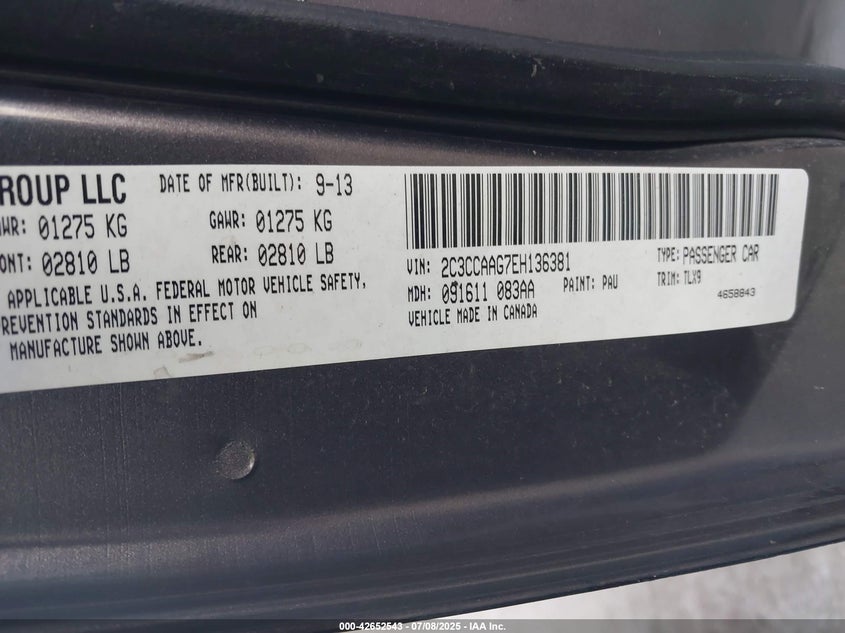 ROUP LLC DATE OF MFR(BUILT): 9-13
WR: 01275 KG GAWR: 01275 KG
ONT: 02810 LB REAR: 02810 LB
APPLICABLE U.S.A. FEDERAL MOTOR VEHICLE SAFETY,
REVENTION STANDARDS IN EFFECT ON
MANUFACTURE SHOWN ABOVE.
VIN: 2C3CCAAG7EH136381 TYPE: PASSENGER CAR
MDH: 091611 083AA PAINT: PAU TRIM: TLX9
VEHICLE MADE IN CANADA 4658843
000-42652543 | 07/08/2025 - IAA Inc.